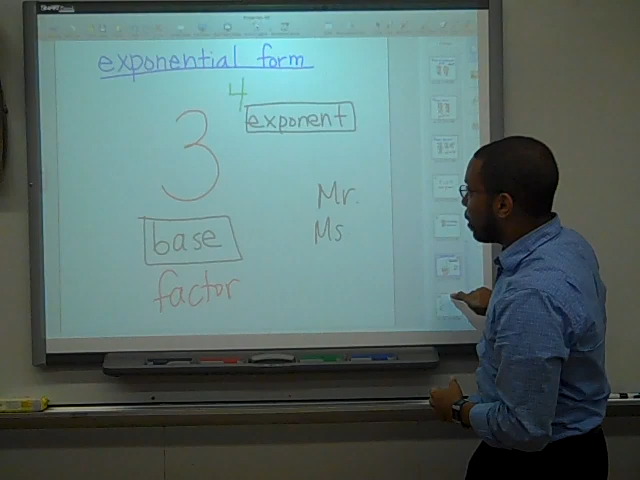 exponential form
4
exponent
3
Mr.
Ms
base
factor